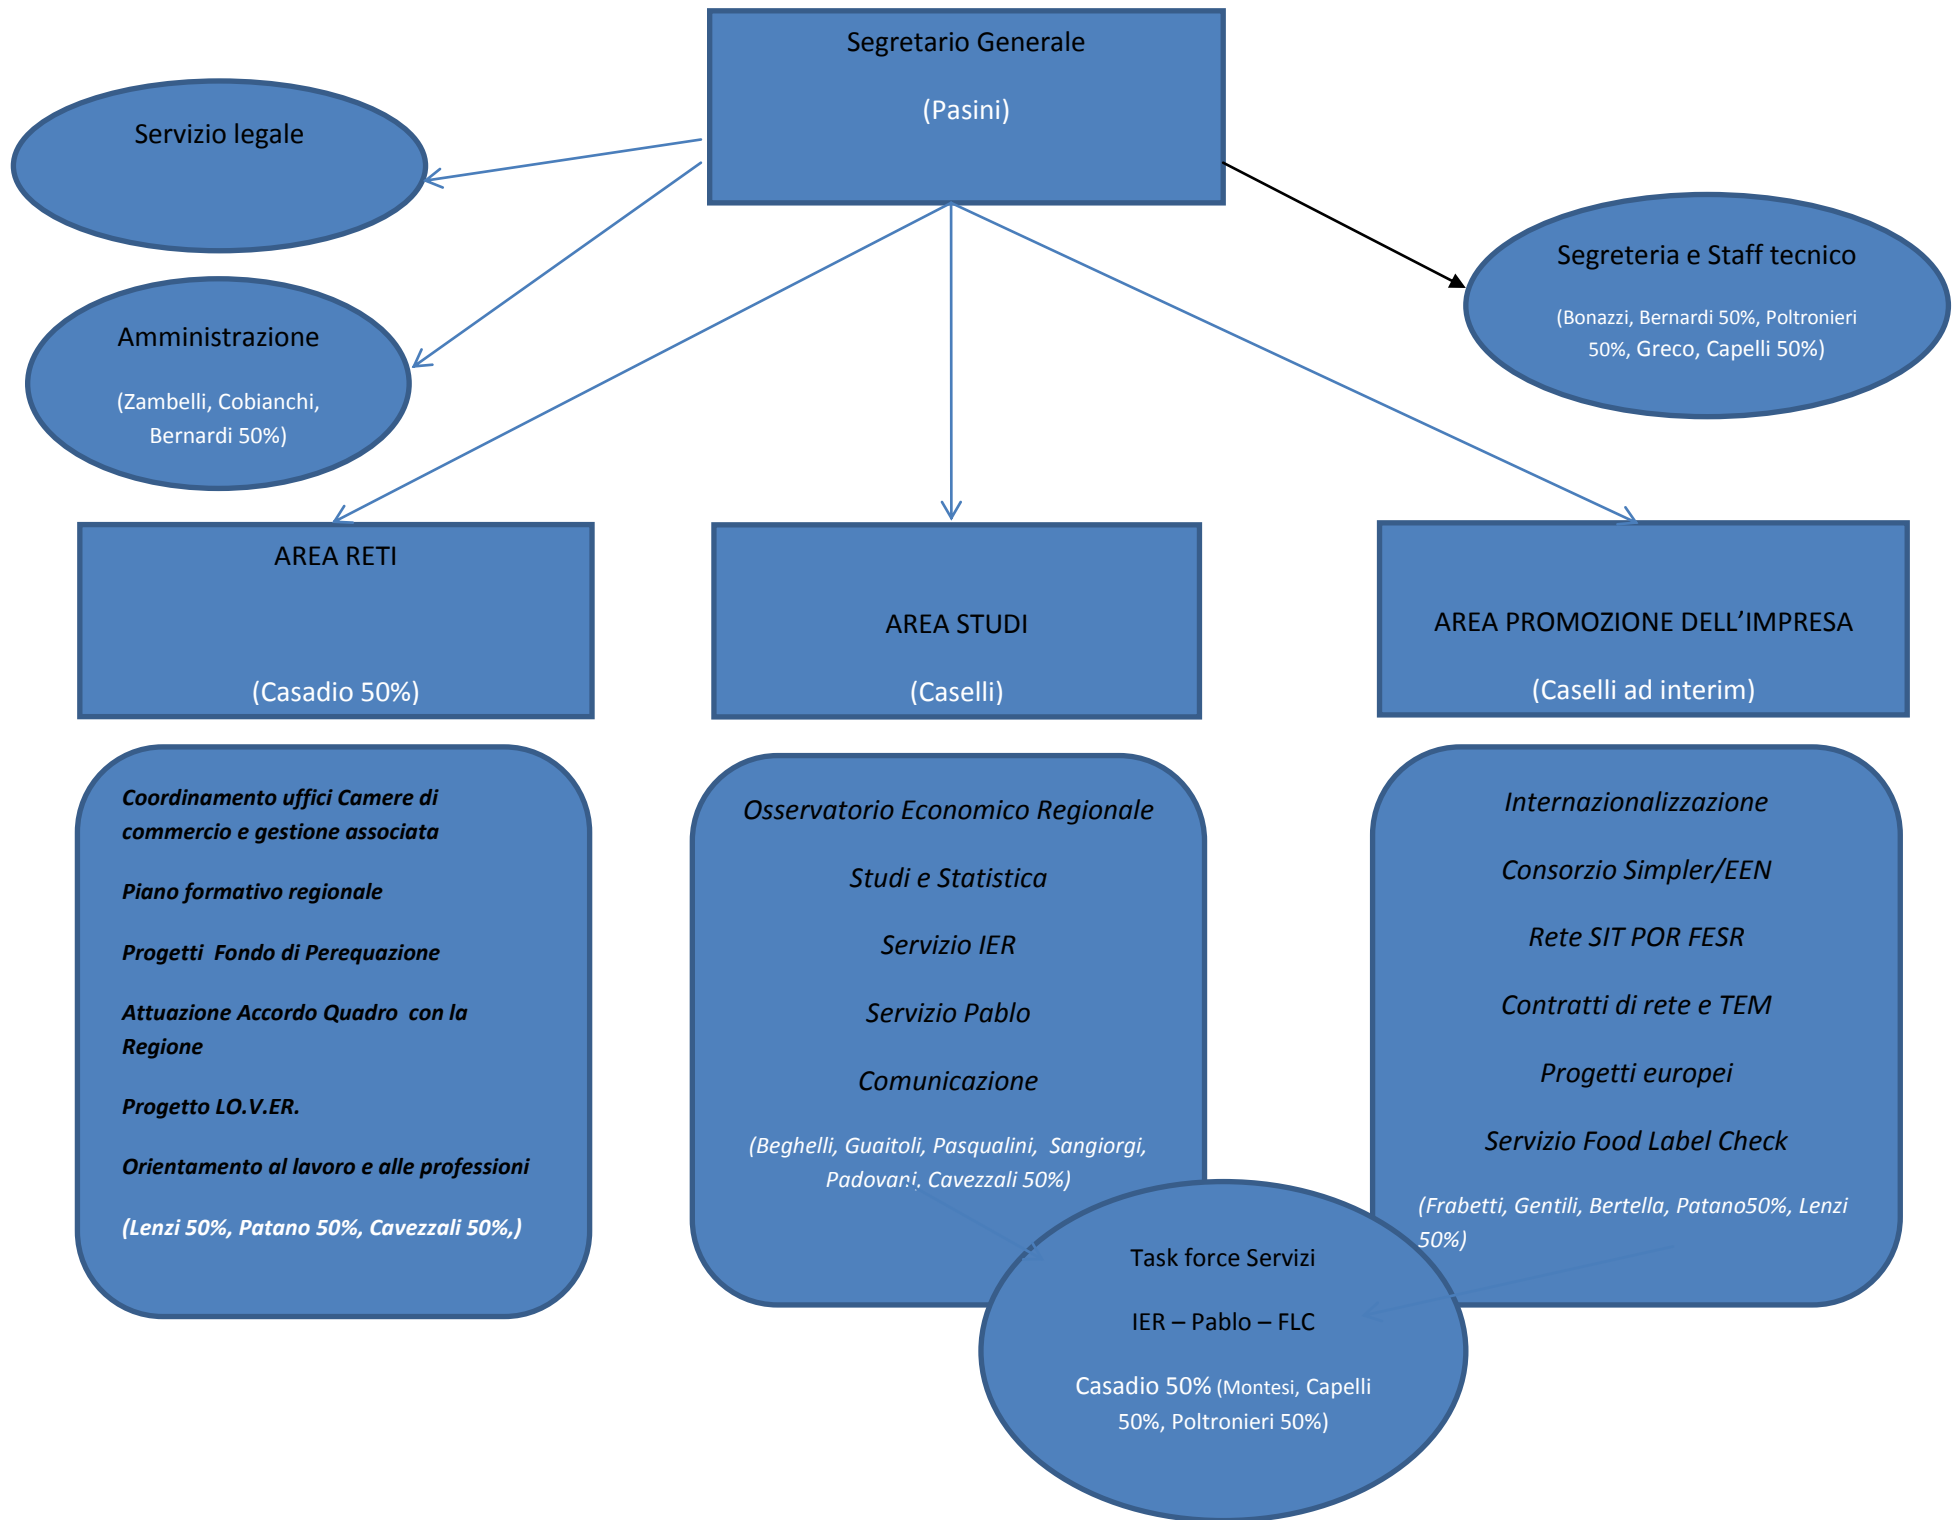 Segretario Generale
(Pasini)
Servizio legale
Segreteria e Staff tecnico
(Bonazzi, Bernardi 50%, Poltronieri
50%, Greco, Capelli 50%)
Amministrazione
(Zambelli, Cobianchi,
Bernardi 50%)
AREA RETI
(Casadio 50%)
AREA STUDI
(Caselli)
AREA PROMOZIONE DELL’IMPRESA
(Caselli ad interim)
Coordinamento uffici Camere di
commercio e gestione associata
Piano formativo regionale
Progetti  Fondo di Perequazione
Attuazione Accordo Quadro  con la
Regione
Progetto LO.V.ER.
Orientamento al lavoro e alle professioni
(Lenzi 50%, Patano 50%, Cavezzali 50%,)
Osservatorio Economico Regionale
Studi e Statistica
Servizio IER
Servizio Pablo
Comunicazione
(Beghelli, Guaitoli, Pasqualini,  Sangiorgi,
Padovani, Cavezzali 50%)
Internazionalizzazione
Consorzio Simpler/EEN
Rete SIT POR FESR
Contratti di rete e TEM
Progetti europei
Servizio Food Label Check
(Frabetti, Gentili, Bertella, Patano50%, Lenzi
50%)
Task force Servizi
IER – Pablo – FLC
Casadio 50% (Montesi, Capelli
50%, Poltronieri 50%)